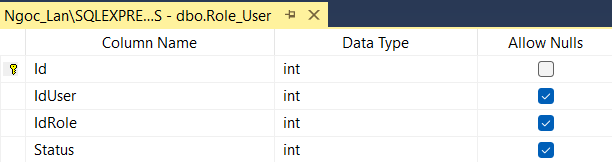 Ngoc_Lan\SQLEXPRE...S - dbo.Role_User
Column Name Data Type Allow Nulls
Id int
IdUser int
IdRole int
Status int